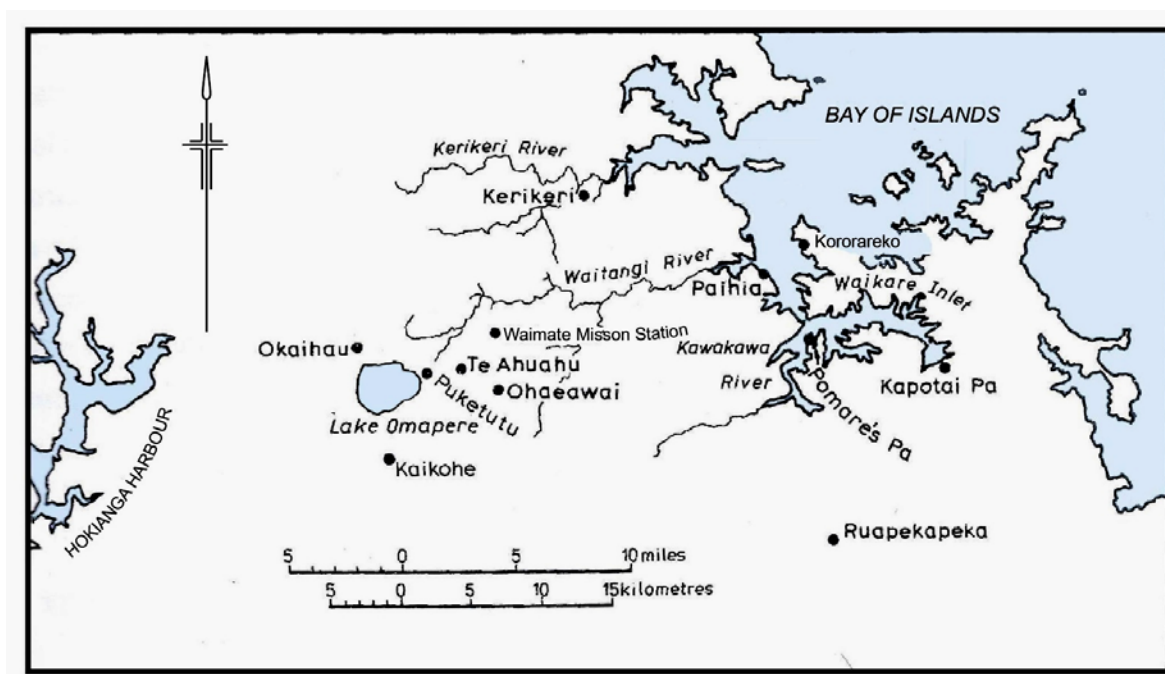 BAY OF ISLANDS
Kerikeri River
Kerikeri
Kororareko
Waitangi River
Paihia
Waikare Inlet
Waimate Misson Station
Okaihau
Kawakawa
River
Te Ahuahu
Puketutu
Ohaeawai
Pomare's Pa
Kapotai Pa
Lake Omapere
Kaikohe
HOKIANGA HARBOUR
Ruapekapeka
5 0 5 10 miles
5 0 5 10 15 kilometres